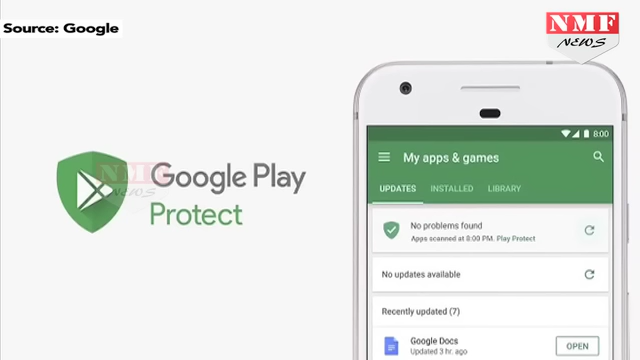 Source: Google
NMF
NEWS
NMF
NEWS
Google Play
Protect
8:00
My apps & games
UPDATES INSTALLED LIBRARY
No problems found
Apps scanned at 8:00 PM. Play Protect
No updates available
Recently updated (7)
Google Docs
Updated 3 hr. ago
OPEN